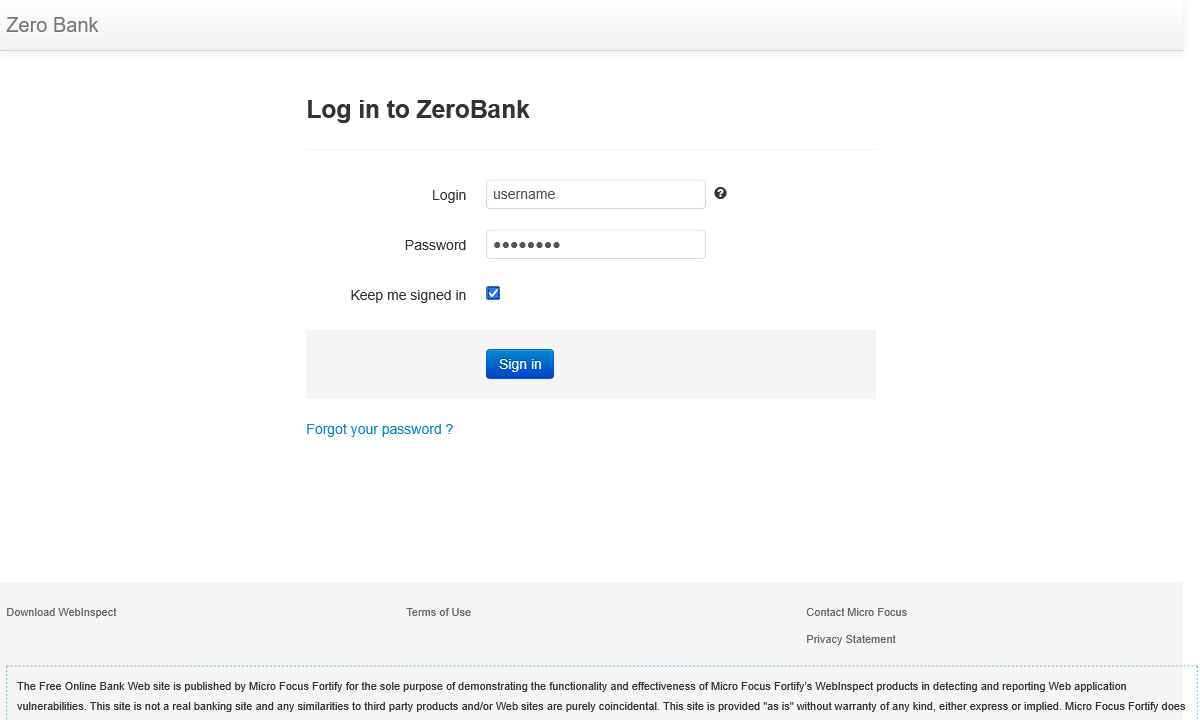 Zero Bank
Log in to ZeroBank
Login username
Password ••••••••
Keep me signed in
Sign in
Forgot your password ?
Download WebInspect Terms of Use Contact Micro Focus
Privacy Statement
The Free Online Bank Web site is published by Micro Focus Fortify for the sole purpose of demonstrating the functionality and effectiveness of Micro Focus Fortify's WebInspect products in detecting and reporting Web application
vulnerabilities. This site is not a real banking site and any similarities to third party products and/or Web sites are purely coincidental. This site is provided "as is" without warranty of any kind, either express or implied. Micro Focus Fortify does